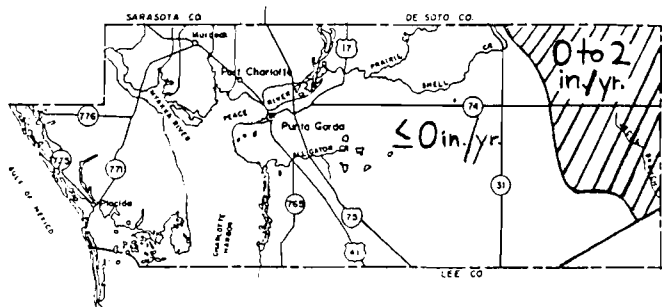 SARASOTA CO.
DE SOTO CO.
Murdock
17
PRAIRIE
CR
Port Charlotte
SHELL
0 to 2
in./yr.
MYAKKA RIVER
RIVER
776
PEACE
74
Punta Gorda
≤0 in./yr.
ALLIGATOR CR
GULF OF MEXICO
775
771
31
Placida
CHARLOTTE
HARBOR
765
75
41
LEE CO